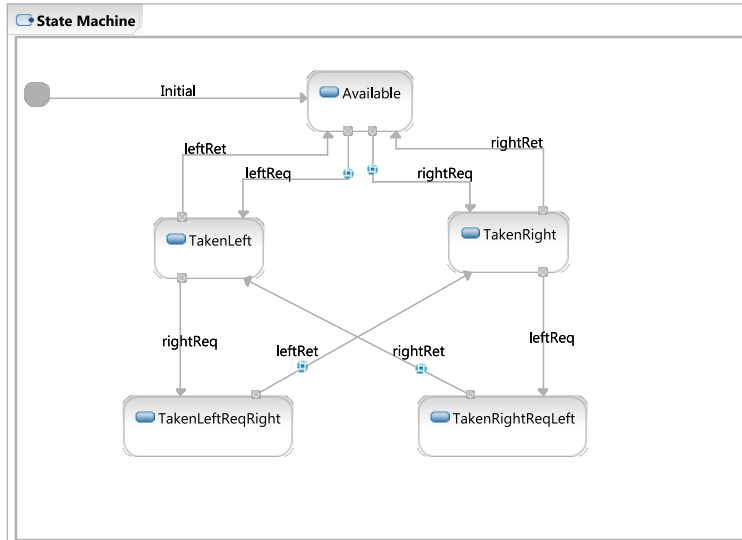 State Machine
Initial
Available
leftRet
rightRet
leftReq
rightReq
TakenLeft
TakenRight
rightReq
leftRet
rightRet
leftReq
TakenLeftReqRight
TakenRightReqLeft